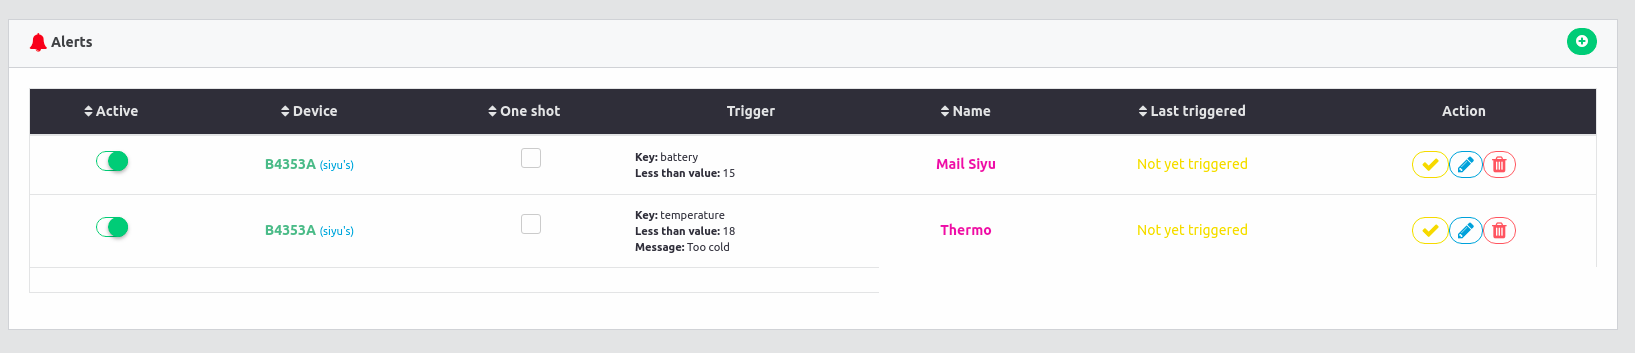 Alerts
Active Device One shot Trigger Name Last triggered Action
B4353A (siyu's) Key: battery Mail Siyu Not yet triggered
Less than value: 15
Key: temperature
B4353A (siyu's) Less than value: 18 Thermo Not yet triggered
Message: Too cold